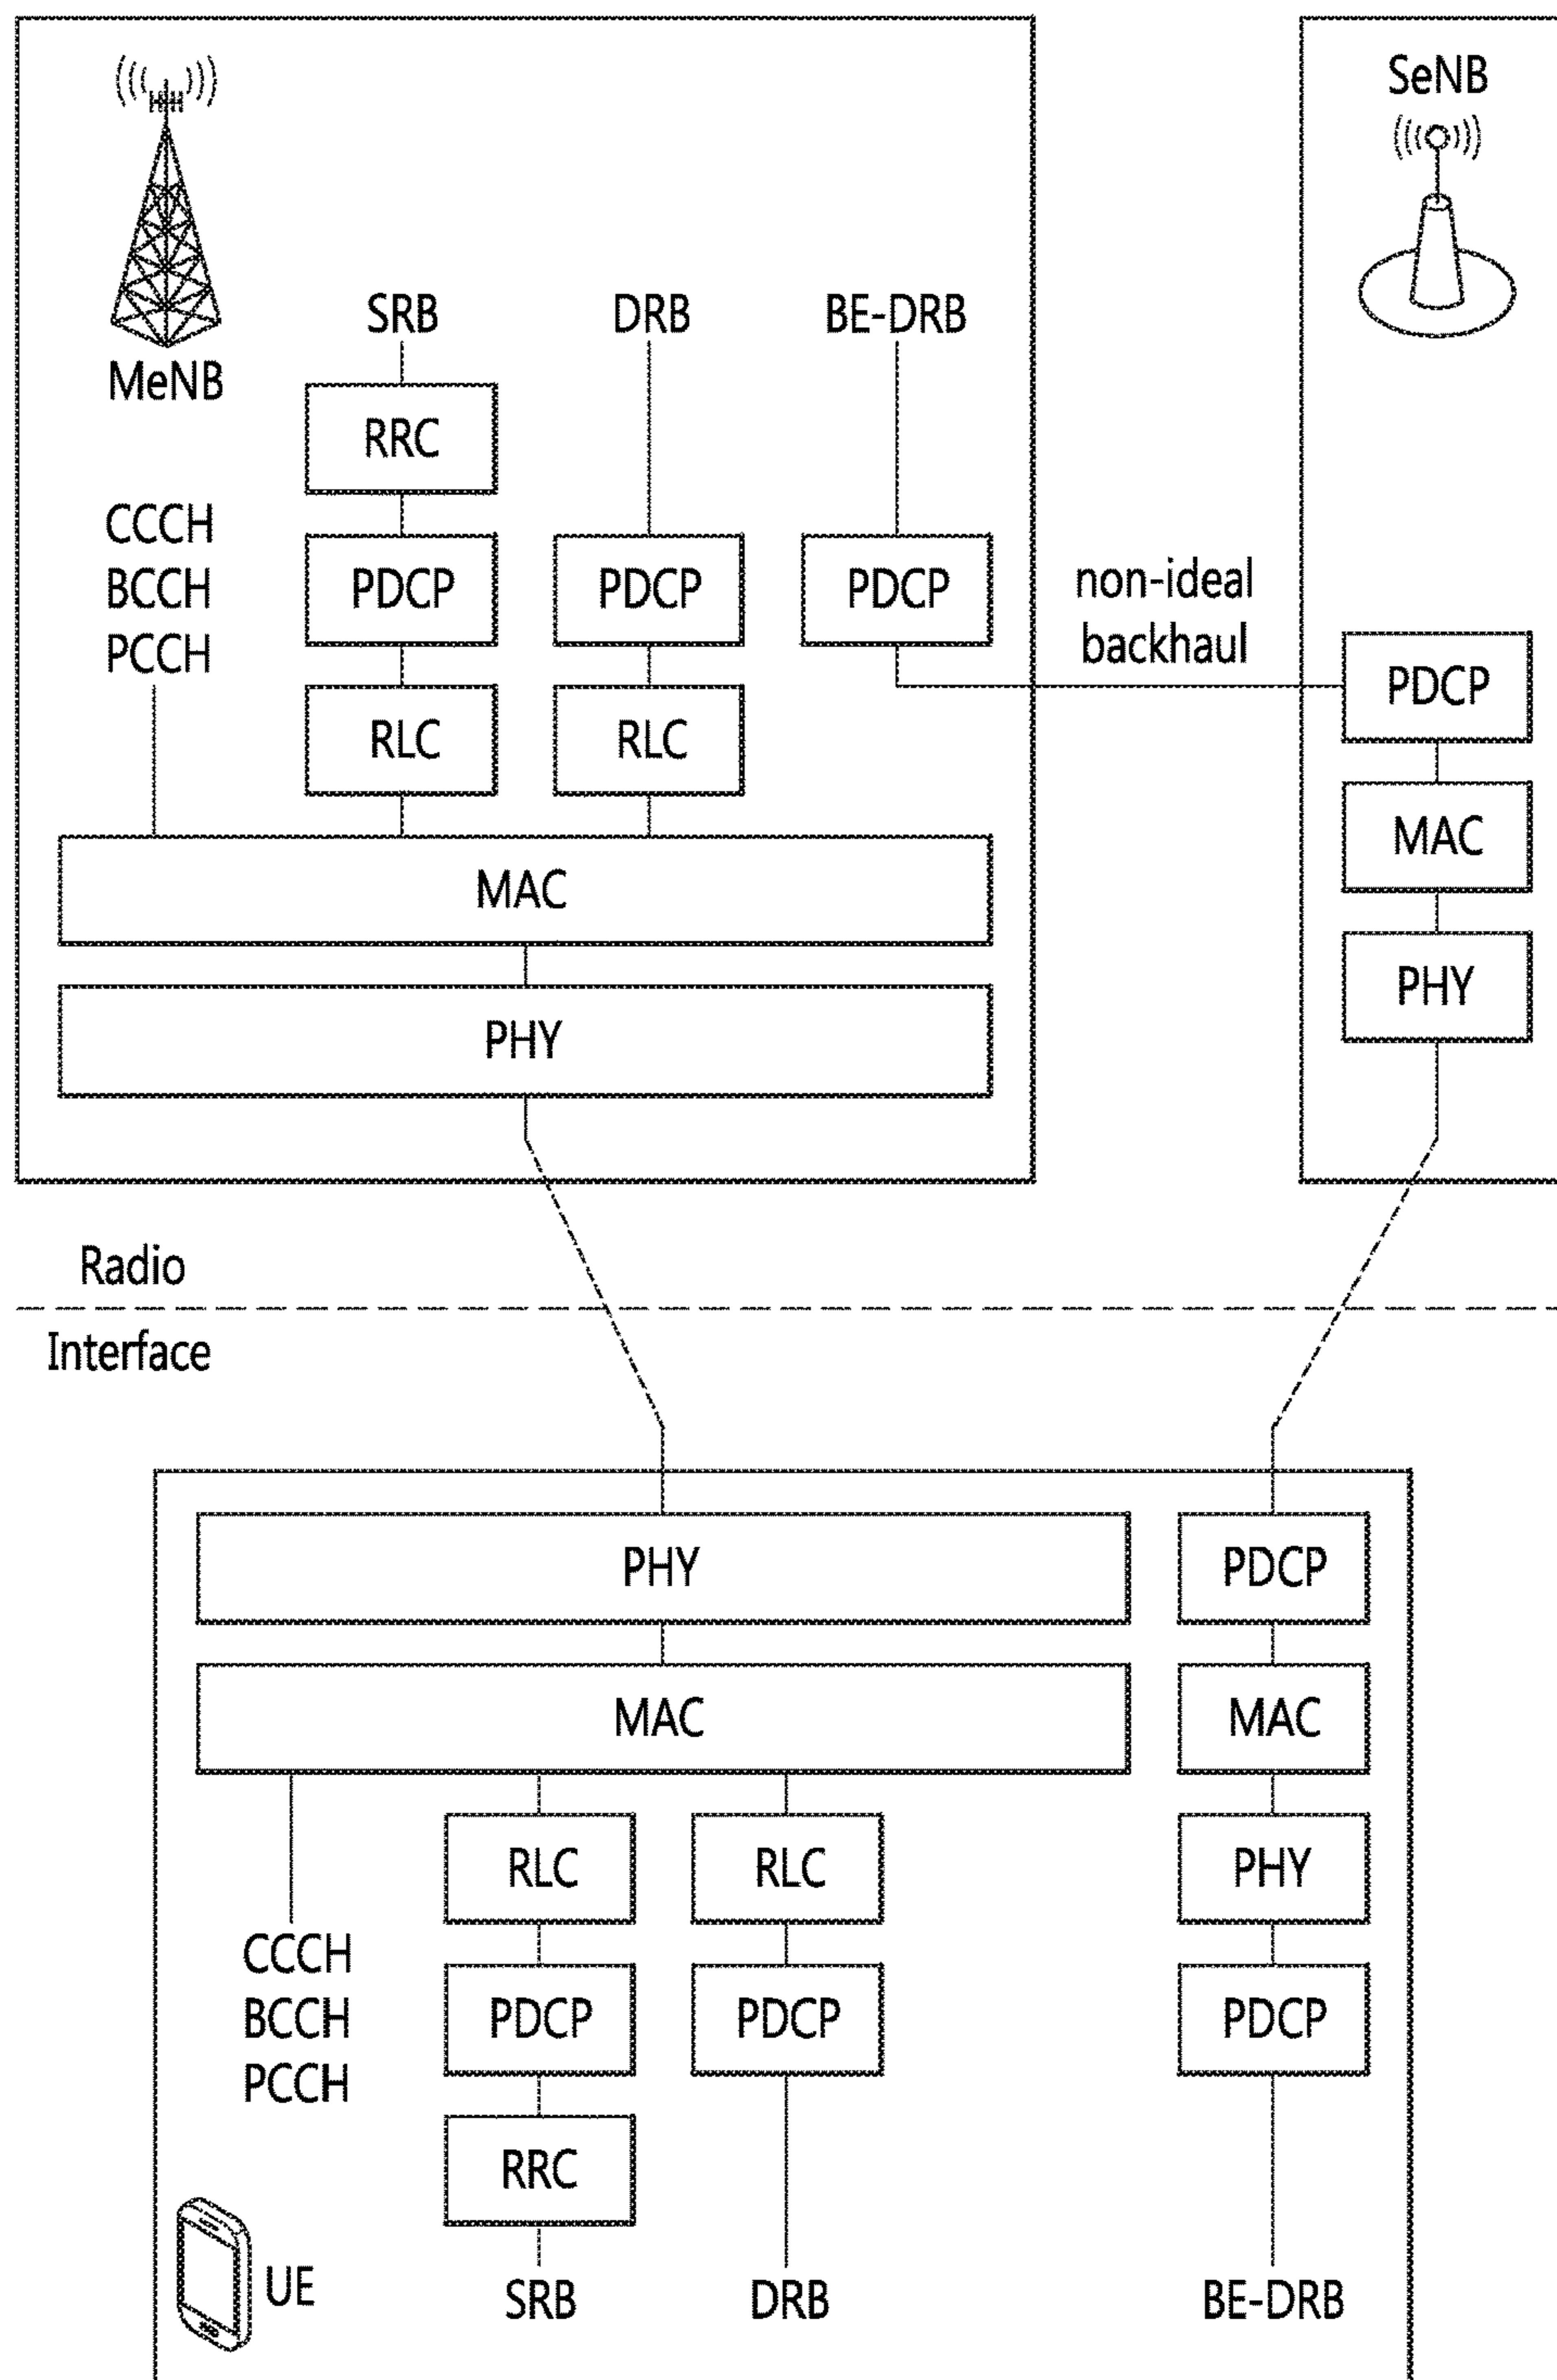 SeNB
MeNB
SRB
DRB
BE-DRB
RRC
CCCH
BCCH
PCCH
PDCP
PDCP
PDCP
non-ideal
backhaul
RLC
RLC
PDCP
MAC
MAC
PHY
PHY
Radio
Interface
PHY
PDCP
MAC
MAC
RLC
RLC
PHY
CCCH
BCCH
PCCH
PDCP
PDCP
PDCP
RRC
UE
SRB
DRB
BE-DRB